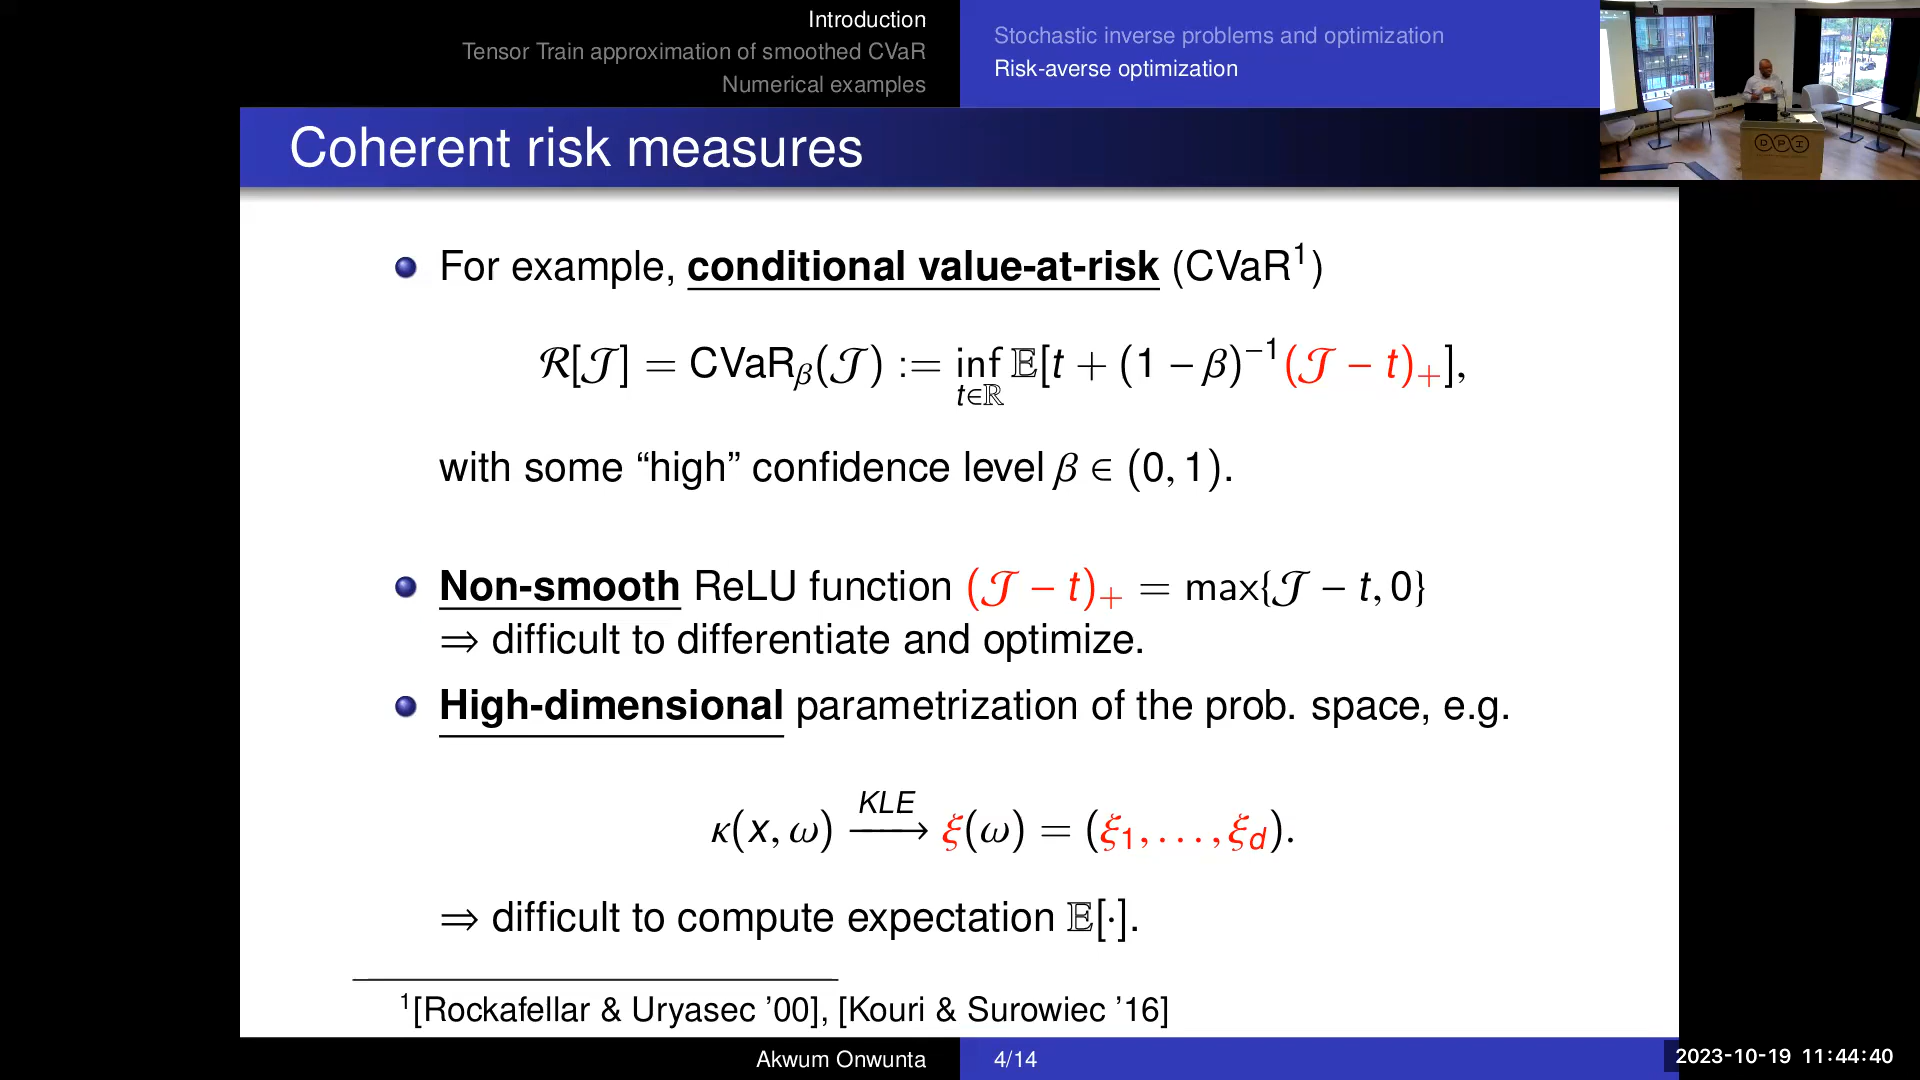 Introduction
Tensor Train approximation of smoothed CVaR
Numerical examples
Stochastic inverse problems and optimization
Risk-averse optimization
Coherent risk measures
For example, conditional value-at-risk (CVaR¹)
ℛ[𝒥] = CVaR_β(𝒥) := inf_{t∈ℝ} 𝔼[t + (1 − β)⁻¹(𝒥 − t)₊],
with some “high” confidence level β ∈ (0, 1).
Non-smooth ReLU function (𝒥 − t)₊ = max{𝒥 − t, 0}
⇒ difficult to differentiate and optimize.
High-dimensional parametrization of the prob. space, e.g.
KLE
κ(x, ω) ⟶ ξ(ω) = (ξ₁, . . . , ξ_d).
⇒ difficult to compute expectation 𝔼[·].
¹[Rockafellar & Uryasec ’00], [Kouri & Surowiec ’16]
Akwum Onwunta
4/14
DPI
2023-10-19 11:44:40